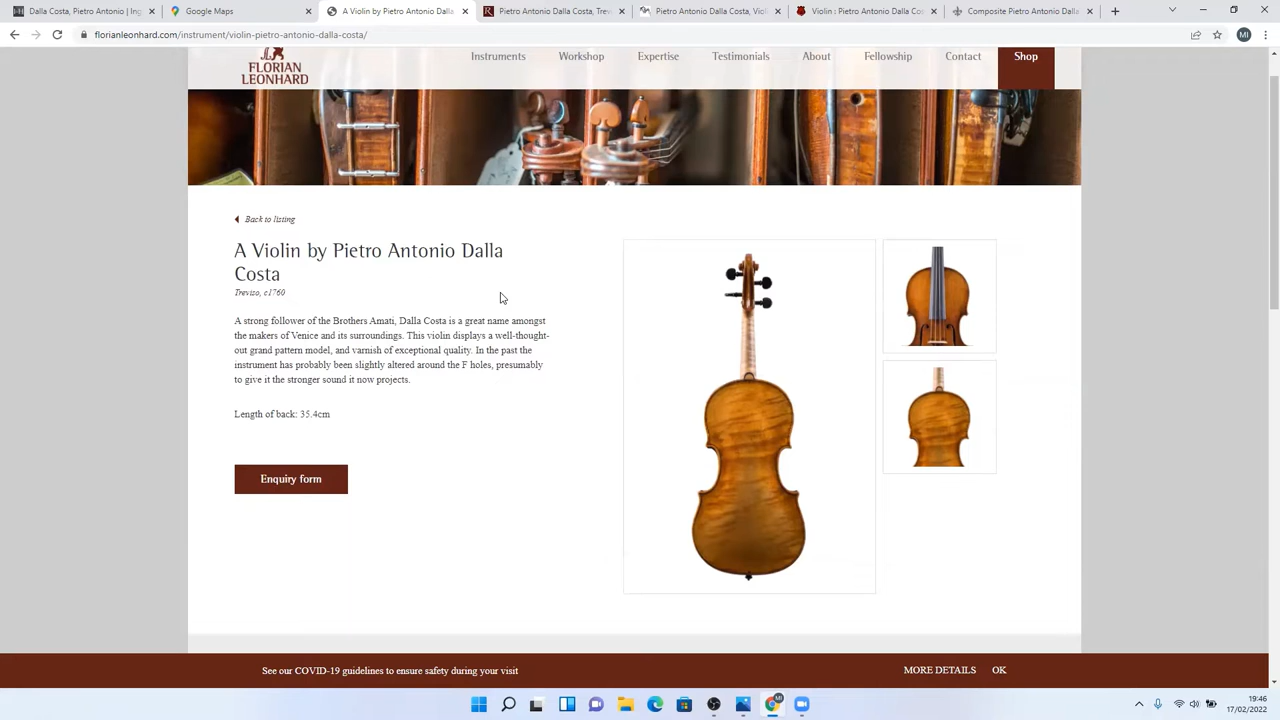 Dalla Costa, Pietro Antonio | Ing
Google Maps
A Violin by Pietro Antonio Dalla
Dalla Costa, Pietro Antonio, Viol
Violin : Pietro Antonio Dalla Cos
Composite Pietro Antonio Dalla
florianleonhard.com/instrument/violin-pietro-antonio-dalla-costa/
MI
FLORIAN
LEONHARD
Instruments
Workshop
Expertise
Testimonials
About
Fellowship
Contact
Shop
Back to listing
A Violin by Pietro Antonio Dalla
Costa
Treviso, c1760
A strong follower of the Brothers Amati, Dalla Costa is a great name amongst
the makers of Venice and its surroundings. This violin displays a well-thought-
out grand pattern model, and varnish of exceptional quality. In the past the
instrument has probably been slightly altered around the F holes, presumably
to give it the stronger sound it now projects.
Length of back: 35.4cm
Enquiry form
See our COVID-19 guidelines to ensure safety during your visit
MORE DETAILS
OK
19:46
17/02/2022